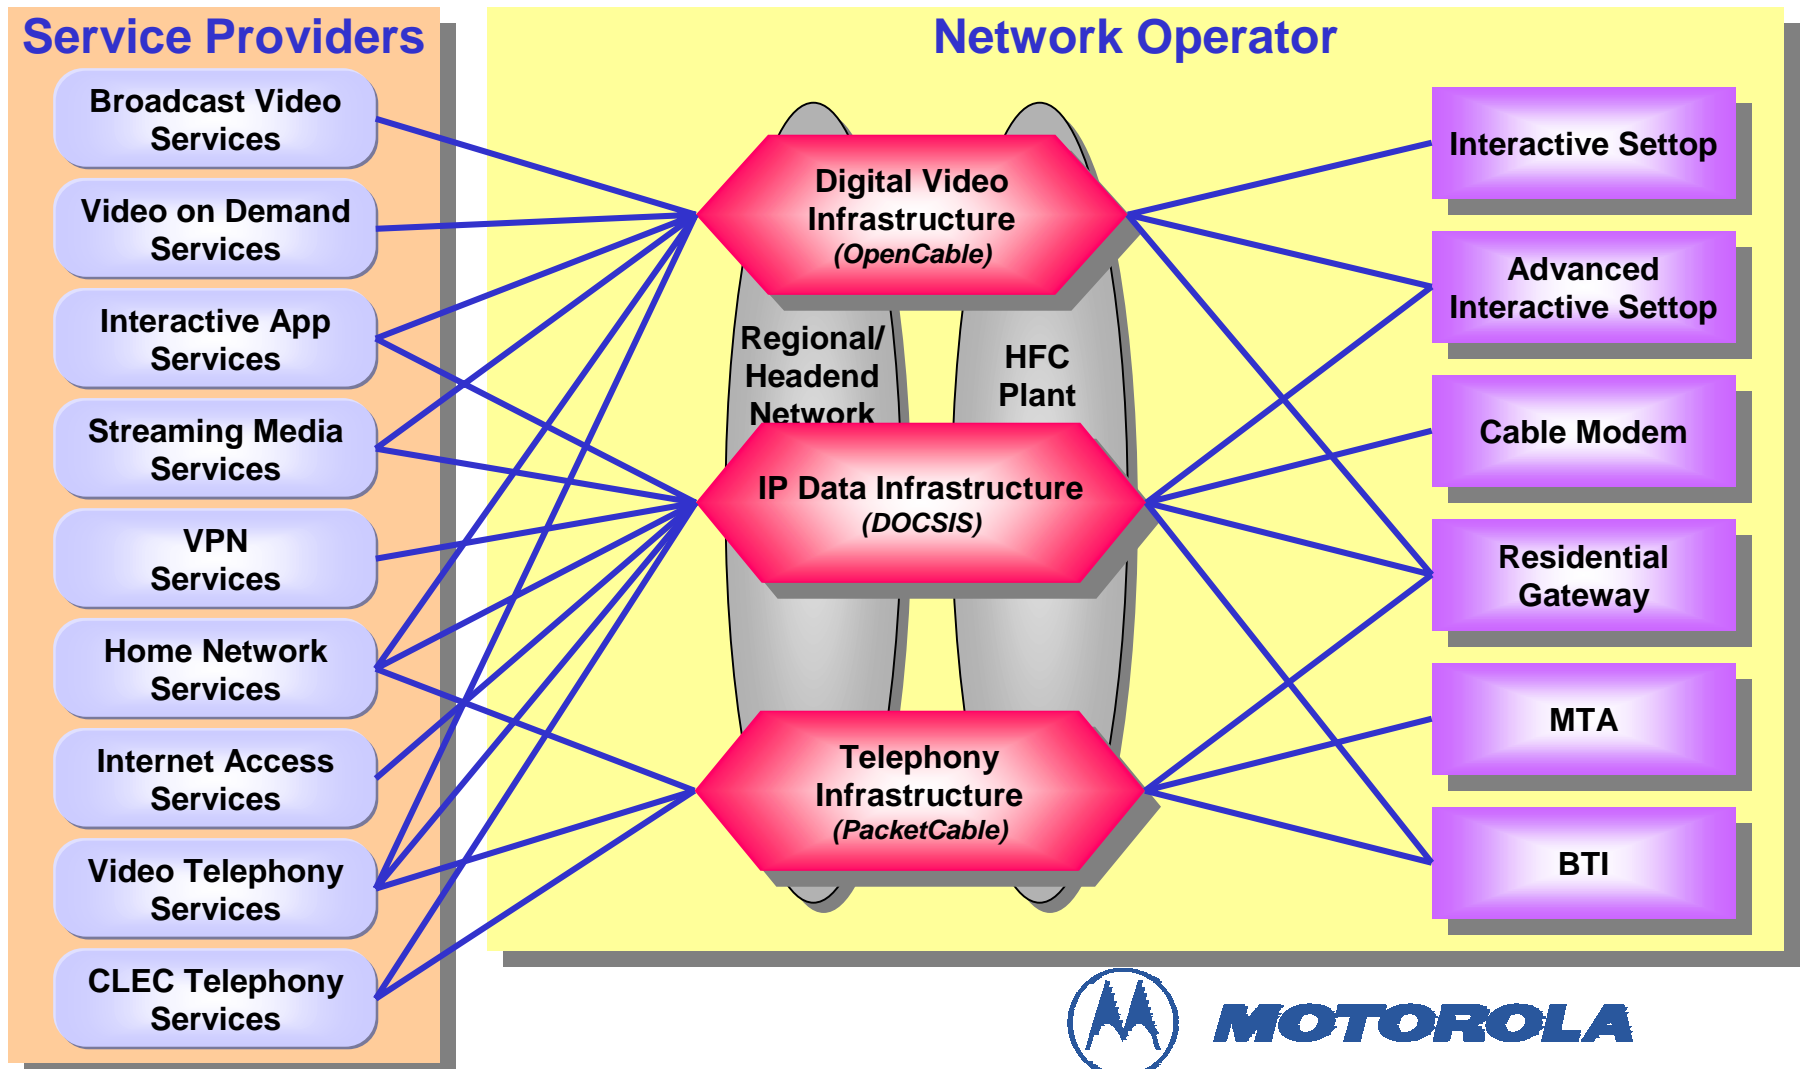 Service Providers
Broadcast Video
Services
Video on Demand
Services
Interactive App
Services
Streaming Media
Services
VPN
Services
Home Network
Services
Internet Access
Services
Video Telephony
Services
CLEC Telephony
Services
Network Operator
Digital Video
Infrastructure
(OpenCable)
Regional/
Headend
Network
HFC
Plant
IP Data Infrastructure
(DOCSIS)
Telephony
Infrastructure
(PacketCable)
Interactive Settop
Advanced
Interactive Settop
Cable Modem
Residential
Gateway
MTA
BTI
MOTOROLA